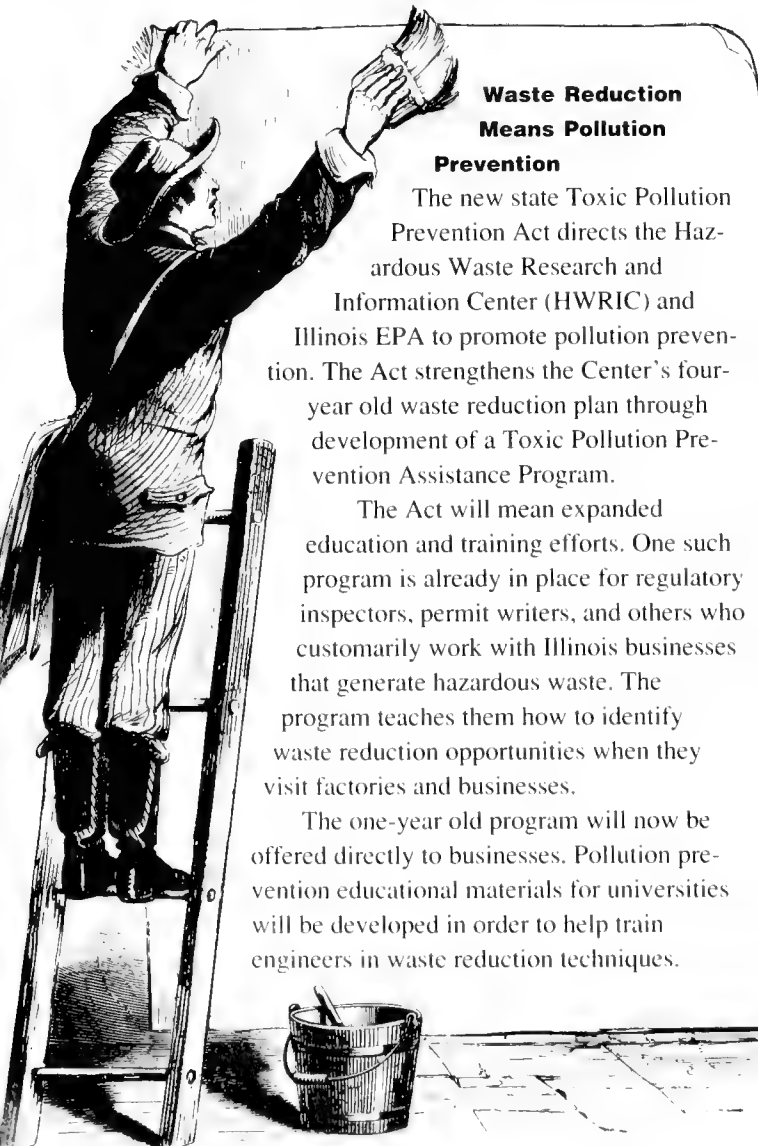 Waste Reduction
Means Pollution
Prevention
The new state Toxic Pollution
Prevention Act directs the Haz-
ardous Waste Research and
Information Center (HWRIC) and
Illinois EPA to promote pollution preven-
tion. The Act strengthens the Center's four-
year old waste reduction plan through
development of a Toxic Pollution Pre-
vention Assistance Program.
The Act will mean expanded
education and training efforts. One such
program is already in place for regulatory
inspectors, permit writers, and others who
customarily work with Illinois businesses
that generate hazardous waste. The
program teaches them how to identify
waste reduction opportunities when they
visit factories and businesses.
The one-year old program will now be
offered directly to businesses. Pollution pre-
vention educational materials for universities
will be developed in order to help train
engineers in waste reduction techniques.